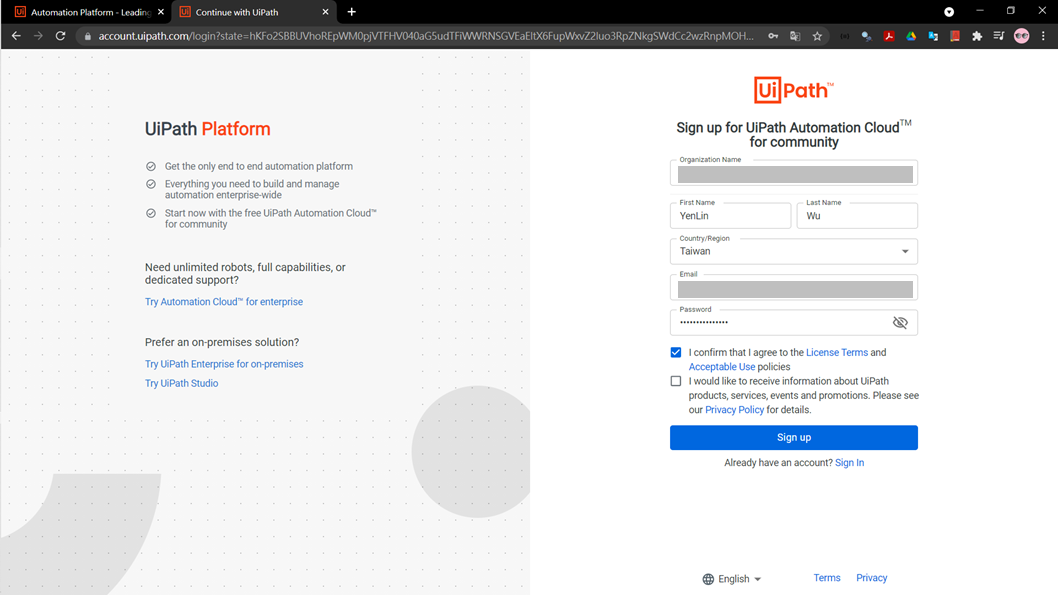 Automation Platform - Leading
Continue with UiPath
account.uipath.com/login?state=hKFo2SBBUVhoREpWM0pjVTFHV040aG5udTFiWWRNSGVEaEltX6FupWxvZ2luo3RpZNkgSWdCc2wzRnpMOH...
UiPath Platform
Get the only end to end automation platform
Everything you need to build and manage
automation enterprise-wide
Start now with the free UiPath Automation Cloud™
for community
Need unlimited robots, full capabilities, or
dedicated support?
Try Automation Cloud™ for enterprise
Prefer an on-premises solution?
Try UiPath Enterprise for on-premises
Try UiPath Studio
UiPath™
Sign up for UiPath Automation Cloud™
for community
Organization Name
First Name
YenLin
Last Name
Wu
Country/Region
Taiwan
Email
Password
•••••••••••••••
I confirm that I agree to the License Terms and
Acceptable Use policies
I would like to receive information about UiPath
products, services, events and promotions. Please see
our Privacy Policy for details.
Sign up
Already have an account? Sign In
English
Terms
Privacy